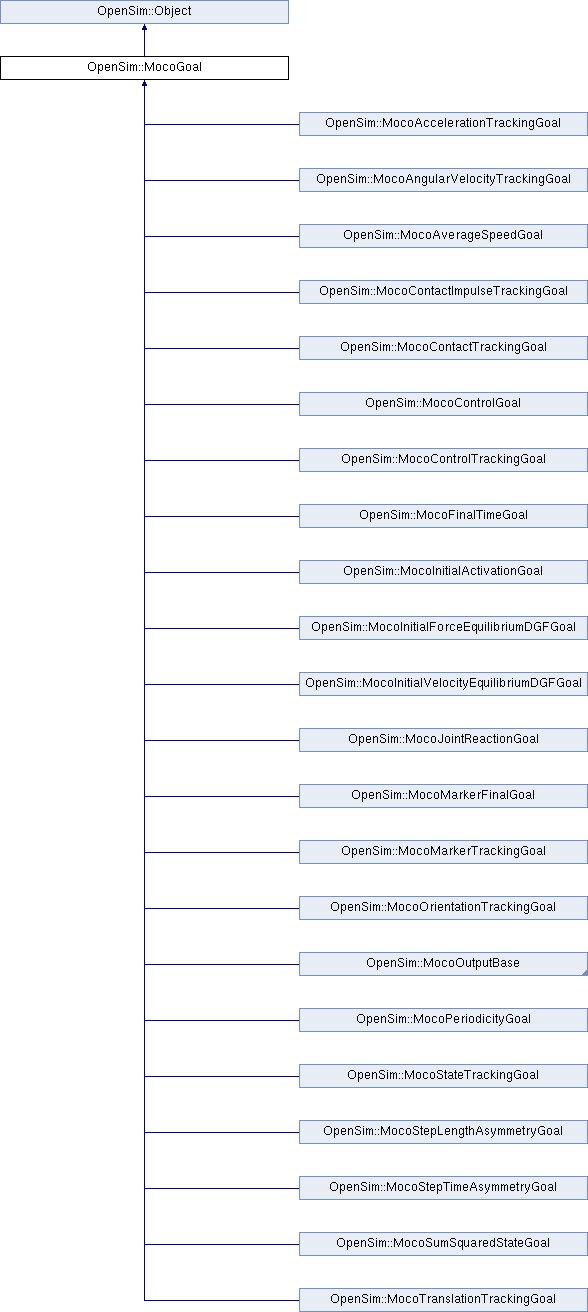 OpenSim::Object
OpenSim::MocoGoal
OpenSim::MocoAccelerationTrackingGoal
OpenSim::MocoAngularVelocityTrackingGoal
OpenSim::MocoAverageSpeedGoal
OpenSim::MocoContactImpulseTrackingGoal
OpenSim::MocoContactTrackingGoal
OpenSim::MocoControlGoal
OpenSim::MocoControlTrackingGoal
OpenSim::MocoFinalTimeGoal
OpenSim::MocoInitialActivationGoal
OpenSim::MocoInitialForceEquilibriumDGFGoal
OpenSim::MocoInitialVelocityEquilibriumDGFGoal
OpenSim::MocoJointReactionGoal
OpenSim::MocoMarkerFinalGoal
OpenSim::MocoMarkerTrackingGoal
OpenSim::MocoOrientationTrackingGoal
OpenSim::MocoOutputBase
OpenSim::MocoPeriodicityGoal
OpenSim::MocoStateTrackingGoal
OpenSim::MocoStepLengthAsymmetryGoal
OpenSim::MocoStepTimeAsymmetryGoal
OpenSim::MocoSumSquaredStateGoal
OpenSim::MocoTranslationTrackingGoal